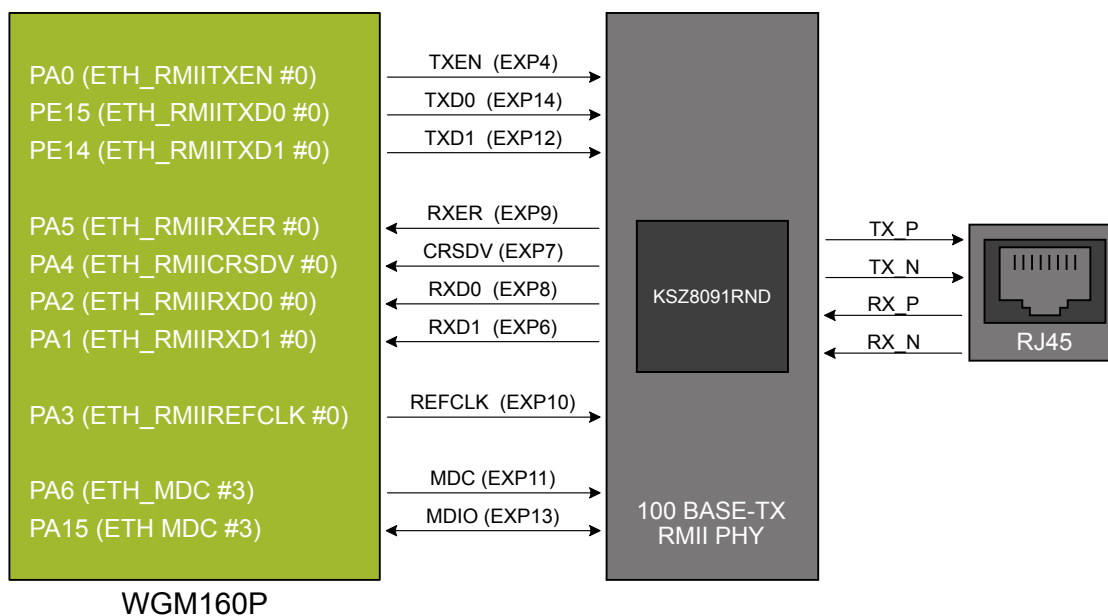 PA0 (ETH_RMIITXEN #0)
PE15 (ETH_RMIITXD0 #0)
PE14 (ETH_RMIITXD1 #0)
PA5 (ETH_RMIIRXER #0)
PA4 (ETH_RMIICRSDV #0)
PA2 (ETH_RMIIRXD0 #0)
PA1 (ETH_RMIIRXD1 #0)
PA3 (ETH_RMIIREFCLK #0)
PA6 (ETH_MDC #3)
PA15 (ETH MDC #3)
WGM160P
TXEN (EXP4)
TXD0 (EXP14)
TXD1 (EXP12)
RXER (EXP9)
CRSDV (EXP7)
RXD0 (EXP8)
RXD1 (EXP6)
REFCLK (EXP10)
MDC (EXP11)
MDIO (EXP13)
KSZ8091RND
100 BASE-TX
RMII PHY
TX_P
TX_N
RX_P
RX_N
RJ45